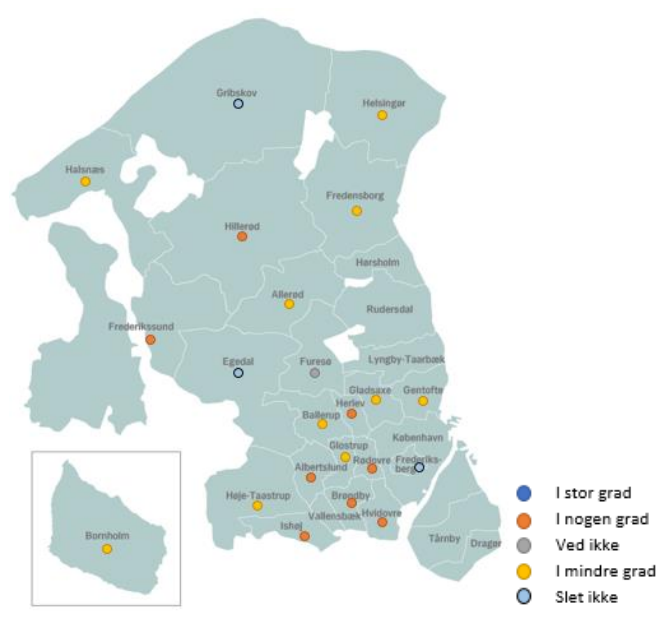 Gribskov
Helsingør
Halsnæs
Fredensborg
Hillerød
Hørsholm
Allerød
Rudersdal
Frederikssund
Egedal
Furesø
Lyngby-Taarbæk
Gladsaxe
Gentofte
Herlev
Ballerup
København
Glostrup
Rødovre
Frederiks-
berg
Albertslund
Høje-Taastrup
Brøndby
Vallensbæk
Hvidovre
Ishøj
Tårnby
Dragør
Bornholm
I stor grad
I nogen grad
Ved ikke
I mindre grad
Slet ikke